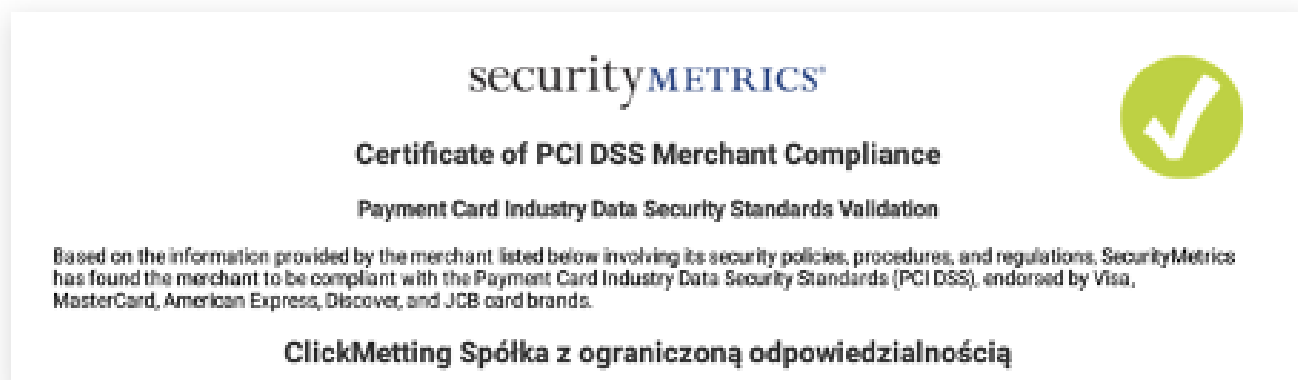 securityMETRICS®
Certificate of PCI DSS Merchant Compliance
Payment Card Industry Data Security Standards Validation
Based on the information provided by the merchant listed below involving its security policies, procedures, and regulations, SecurityMetrics
has found the merchant to be compliant with the Payment Card Industry Data Security Standards (PCI DSS), endorsed by Visa,
MasterCard, American Express, Discover, and JCB card brands.
ClickMetting Spółka z ograniczoną odpowiedzialnością